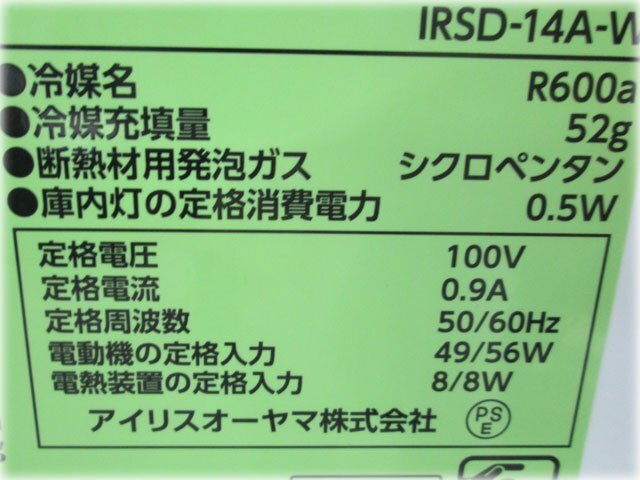 IRSD-14A-W
●冷媒名 R600a
●冷媒充填量 52g
●断熱材用発泡ガス シクロペンタン
●庫内灯の定格消費電力 0.5W
定格電圧 100V
定格電流 0.9A
定格周波数 50/60Hz
電動機の定格入力 49/56W
電熱装置の定格入力 8/8W
アイリスオーヤマ株式会社 PSE